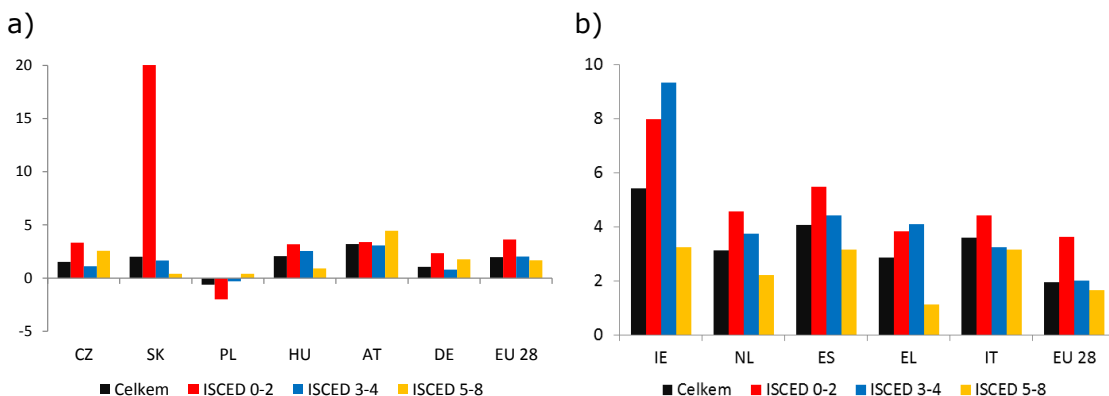 a)
20
15
10
5
0
-5
CZ SK PL HU AT DE EU 28
Celkem ISCED 0-2 ISCED 3-4 ISCED 5-8
b)
10
8
6
4
2
0
IE NL ES EL IT EU 28
Celkem ISCED 0-2 ISCED 3-4 ISCED 5-8